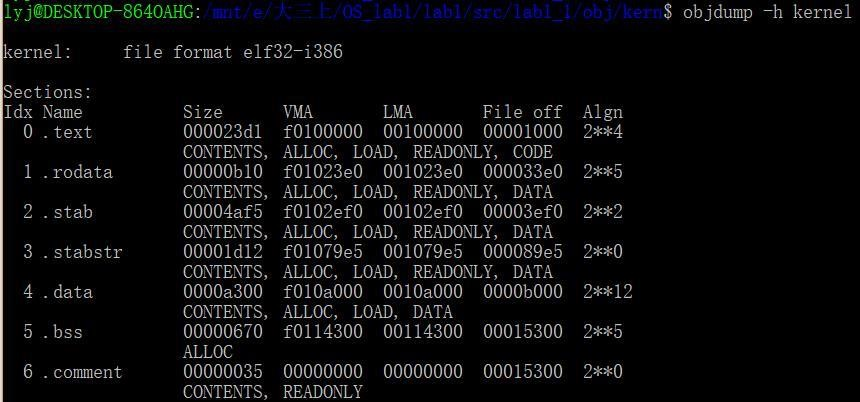 lyj@DESKTOP-864OAHG:/mnt/e/大三上/OS_lab1/lab1/src/lab1_1/obj/kern$ objdump -h kernel
kernel:     file format elf32-i386
Sections:
Idx Name          Size      VMA       LMA       File off  Algn
  0 .text         000023d1  f0100000  00100000  00001000  2**4
                  CONTENTS, ALLOC, LOAD, READONLY, CODE
  1 .rodata       00000b10  f01023e0  001023e0  000033e0  2**5
                  CONTENTS, ALLOC, LOAD, READONLY, DATA
  2 .stab         00004af5  f0102ef0  00102ef0  00003ef0  2**2
                  CONTENTS, ALLOC, LOAD, READONLY, DATA
  3 .stabstr      00001d12  f01079e5  001079e5  000089e5  2**0
                  CONTENTS, ALLOC, LOAD, READONLY, DATA
  4 .data         0000a300  f010a000  0010a000  0000b000  2**12
                  CONTENTS, ALLOC, LOAD, DATA
  5 .bss          00000670  f0114300  00114300  00015300  2**5
                  ALLOC
  6 .comment      00000035  00000000  00000000  00015300  2**0
                  CONTENTS, READONLY